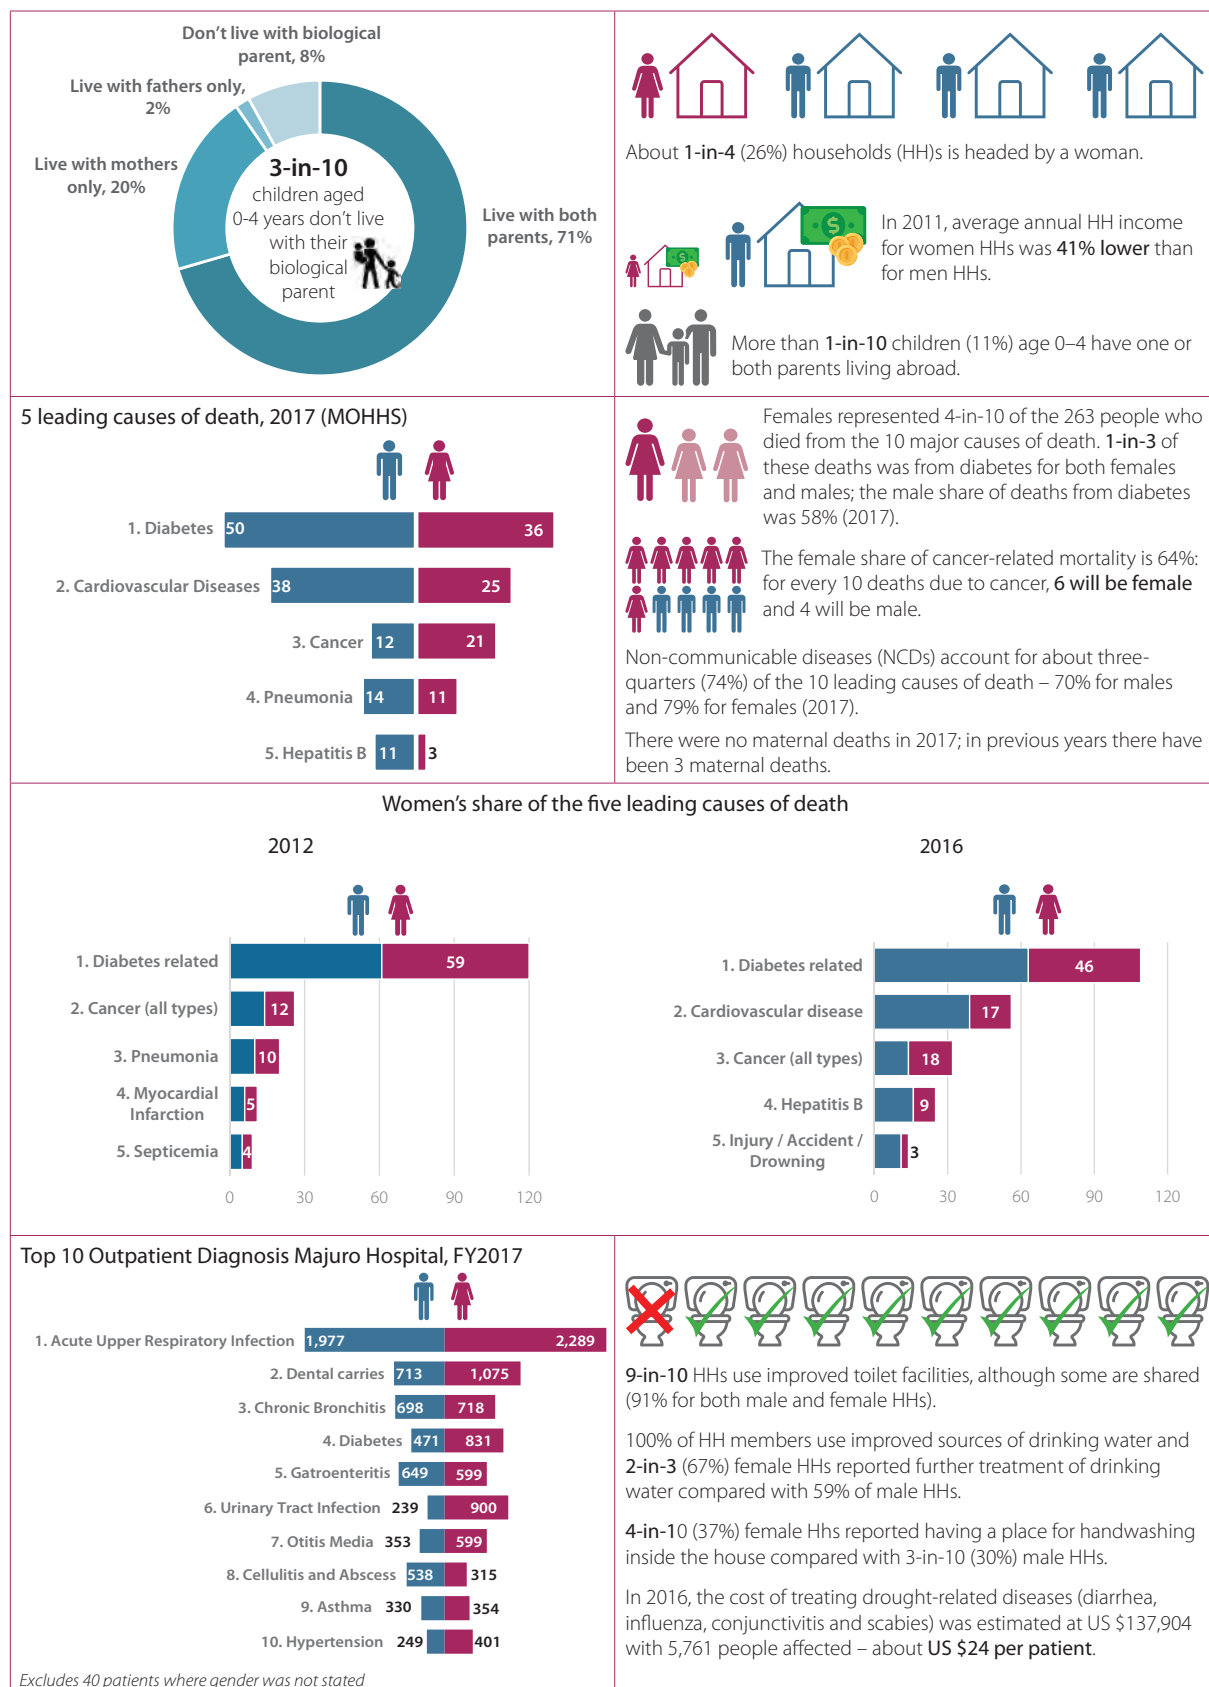 Don't live with biological
parent, 8%
Live with fathers only,
2%
Live with mothers
only, 20%
3-in-10
children aged
0-4 years don't live
with their
biological
parent
Live with both
parents, 71%
About 1-in-4 (26%) households (HH)s is headed by a woman.
In 2011, average annual HH income
for women HHs was 41% lower than
for men HHs.
More than 1-in-10 children (11%) age 0–4 have one or
both parents living abroad.
5 leading causes of death, 2017 (MOHHS)
1. Diabetes 50 36
2. Cardiovascular Diseases 38 25
3. Cancer 12 21
4. Pneumonia 14 11
5. Hepatitis B 11 3
Females represented 4-in-10 of the 263 people who
died from the 10 major causes of death. 1-in-3 of
these deaths was from diabetes for both females
and males; the male share of deaths from diabetes
was 58% (2017).
The female share of cancer-related mortality is 64%:
for every 10 deaths due to cancer, 6 will be female
and 4 will be male.
Non-communicable diseases (NCDs) account for about three-
quarters (74%) of the 10 leading causes of death – 70% for males
and 79% for females (2017).
There were no maternal deaths in 2017; in previous years there have
been 3 maternal deaths.
Women's share of the five leading causes of death
2012
1. Diabetes related 59
2. Cancer (all types) 12
3. Pneumonia 10
4. Myocardial
Infarction 5
5. Septicemia 4
0 30 60 90 120
2016
1. Diabetes related 46
2. Cardiovascular disease 17
3. Cancer (all types) 18
4. Hepatitis B 9
5. Injury / Accident /
Drowning 3
0 30 60 90 120
Top 10 Outpatient Diagnosis Majuro Hospital, FY2017
1. Acute Upper Respiratory Infection 1,977 2,289
2. Dental carries 713 1,075
3. Chronic Bronchitis 698 718
4. Diabetes 471 831
5. Gatroenteritis 649 599
6. Urinary Tract Infection 239 900
7. Otitis Media 353 599
8. Cellulitis and Abscess 538 315
9. Asthma 330 354
10. Hypertension 249 401
Excludes 40 patients where gender was not stated
9-in-10 HHs use improved toilet facilities, although some are shared
(91% for both male and female HHs).
100% of HH members use improved sources of drinking water and
2-in-3 (67%) female HHs reported further treatment of drinking
water compared with 59% of male HHs.
4-in-10 (37%) female Hhs reported having a place for handwashing
inside the house compared with 3-in-10 (30%) male HHs.
In 2016, the cost of treating drought-related diseases (diarrhea,
influenza, conjunctivitis and scabies) was estimated at US $137,904
with 5,761 people affected – about US $24 per patient.